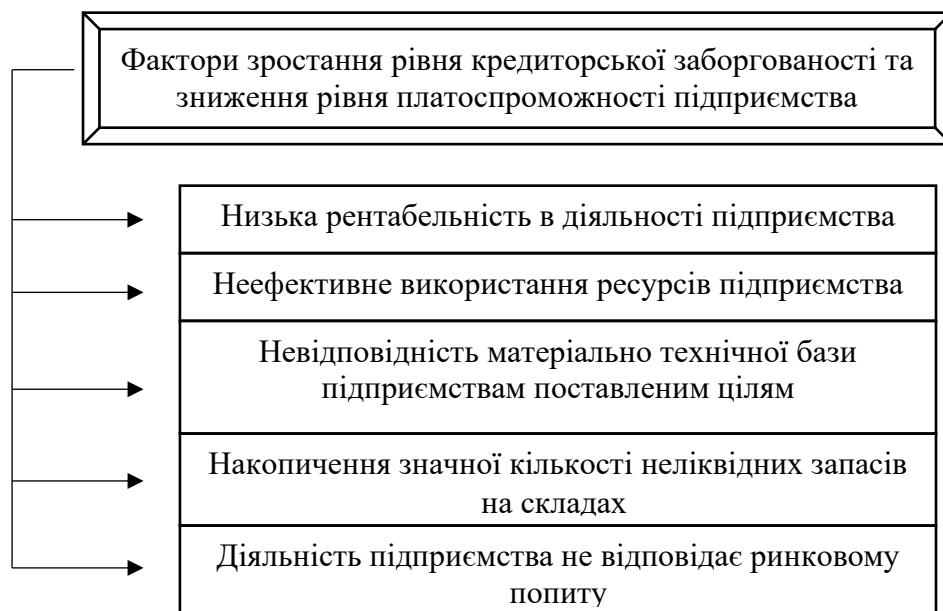 Фактори зростання рівня кредиторської заборгованості та
зниження рівня платоспроможності підприємства
Низька рентабельність в діяльності підприємства
Неефективне використання ресурсів підприємства
Невідповідність матеріально технічної бази
підприємствам поставленим цілям
Накопичення значної кількості неліквідних запасів
на складах
Діяльність підприємства не відповідає ринковому
попиту